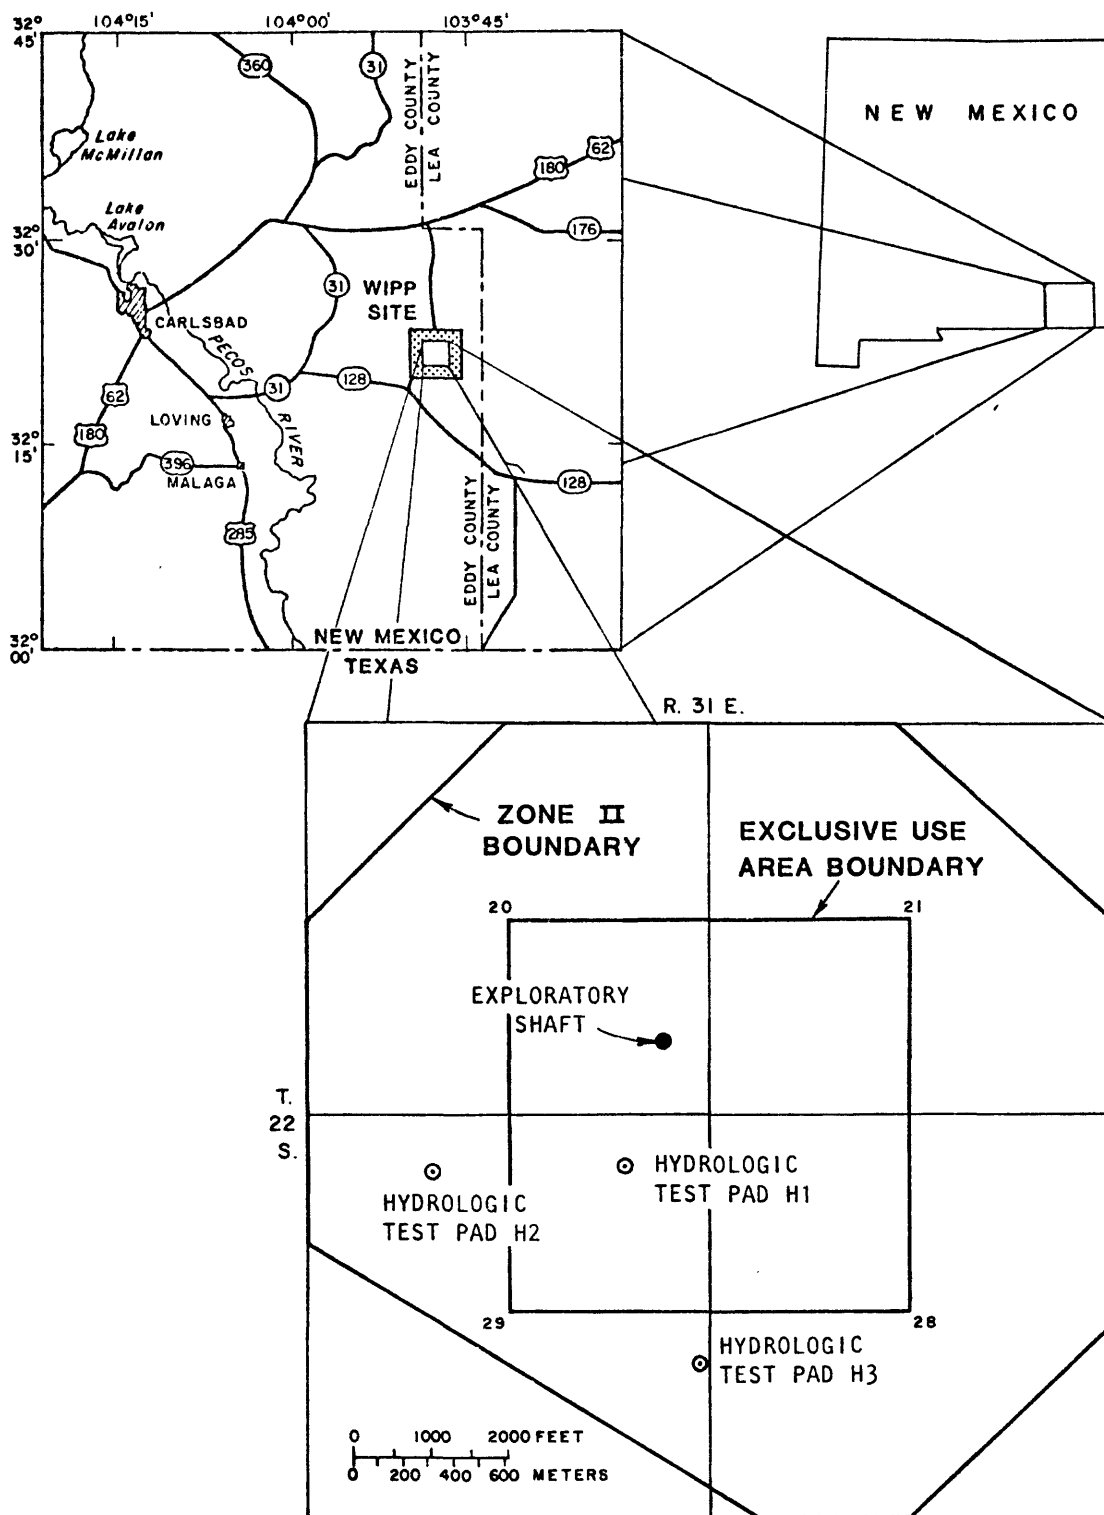 32°
45'
104°15'
104°00'
103°45'
360
31
EDDY COUNTY
LEA COUNTY
62
180
NEW MEXICO
Lake
McMillan
Lake
Avalon
32°
30'
176
31
WIPP
SITE
CARLSBAD
PECOS
RIVER
62
180
31
128
LOVING
32°
15'
396
MALAGA
128
285
EDDY COUNTY
LEA COUNTY
32°
00'
NEW MEXICO
TEXAS
R. 31 E.
ZONE II
BOUNDARY
EXCLUSIVE USE
AREA BOUNDARY
20
21
EXPLORATORY
SHAFT
T.
22
S.
HYDROLOGIC
TEST PAD H1
HYDROLOGIC
TEST PAD H2
29
28
HYDROLOGIC
TEST PAD H3
0 1000 2000 FEET
0 200 400 600 METERS